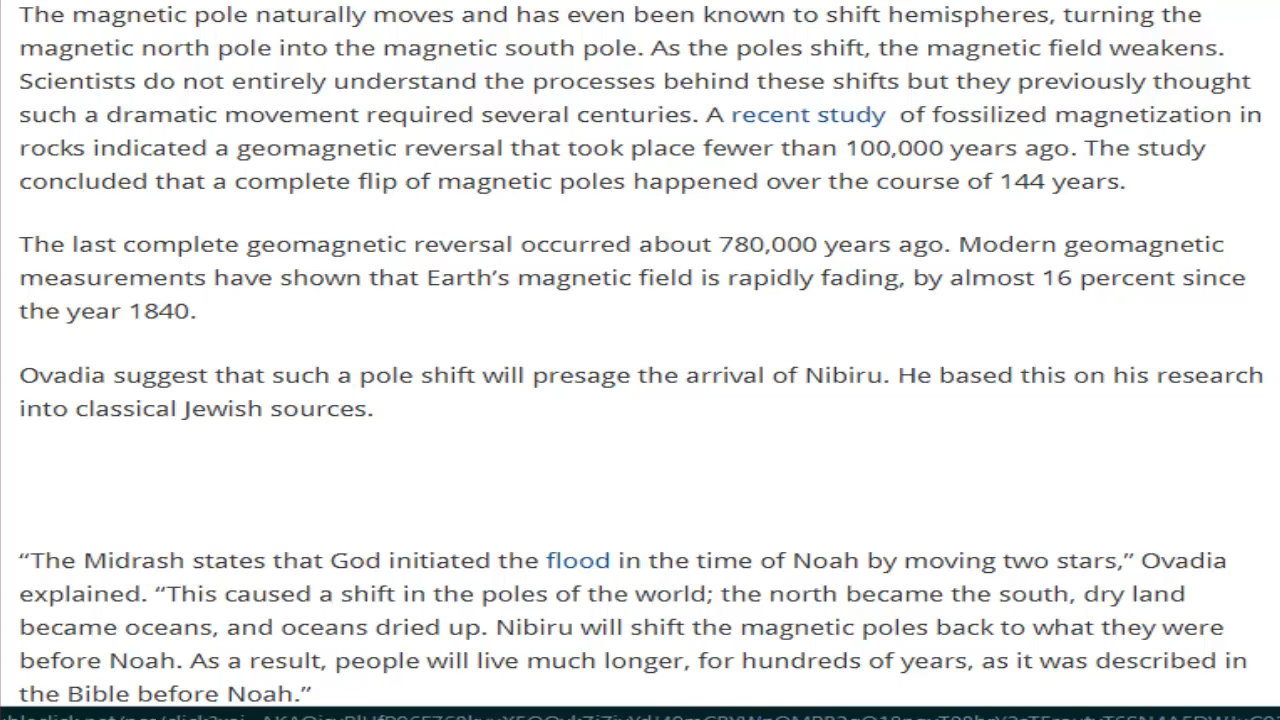 The magnetic pole naturally moves and has even been known to shift hemispheres, turning the
magnetic north pole into the magnetic south pole. As the poles shift, the magnetic field weakens.
Scientists do not entirely understand the processes behind these shifts but they previously thought
such a dramatic movement required several centuries. A recent study of fossilized magnetization in
rocks indicated a geomagnetic reversal that took place fewer than 100,000 years ago. The study
concluded that a complete flip of magnetic poles happened over the course of 144 years.
The last complete geomagnetic reversal occurred about 780,000 years ago. Modern geomagnetic
measurements have shown that Earth’s magnetic field is rapidly fading, by almost 16 percent since
the year 1840.
Ovadia suggest that such a pole shift will presage the arrival of Nibiru. He based this on his research
into classical Jewish sources.
“The Midrash states that God initiated the flood in the time of Noah by moving two stars,” Ovadia
explained. “This caused a shift in the poles of the world; the north became the south, dry land
became oceans, and oceans dried up. Nibiru will shift the magnetic poles back to what they were
before Noah. As a result, people will live much longer, for hundreds of years, as it was described in
the Bible before Noah.”